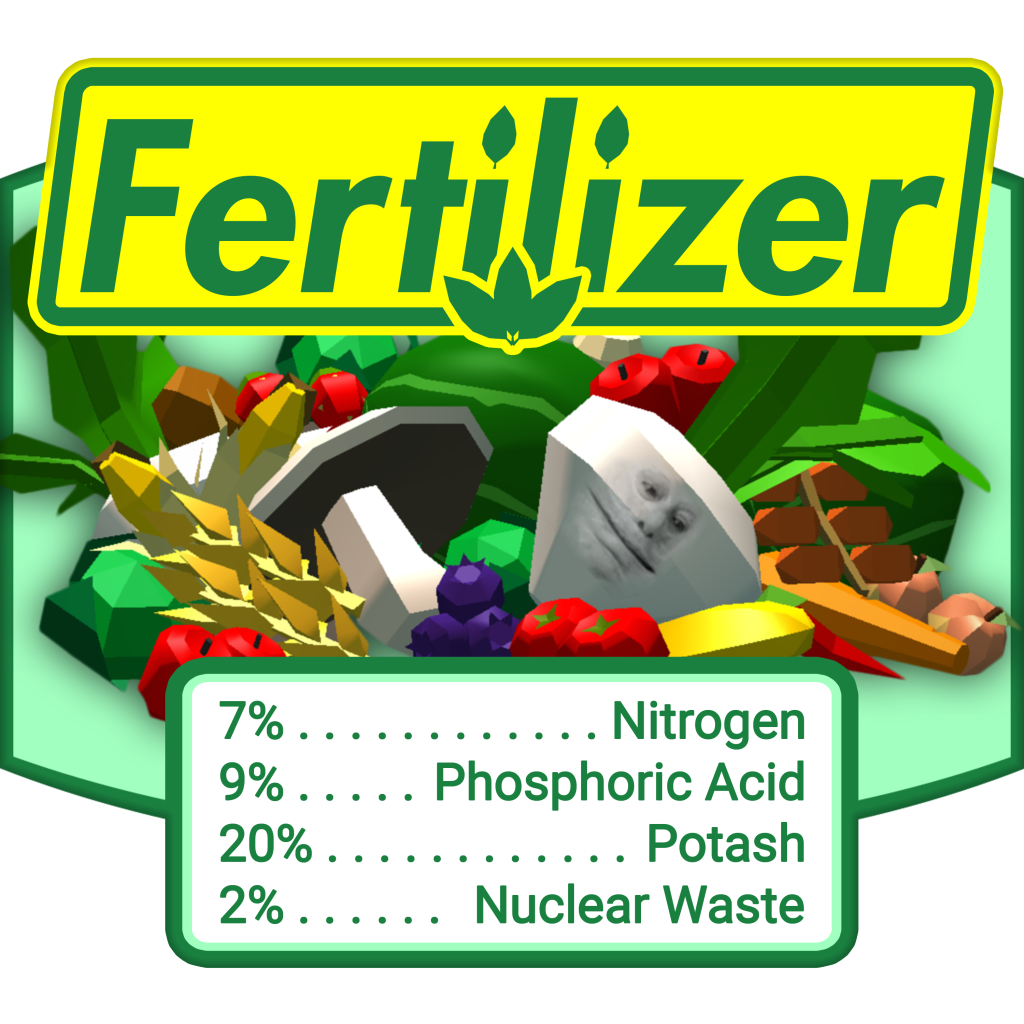 Fertilizer
7% . . . . . . . . . . . . Nitrogen
9% . . . . . Phosphoric Acid
20% . . . . . . . . . . . . Potash
2% . . . . . . Nuclear Waste